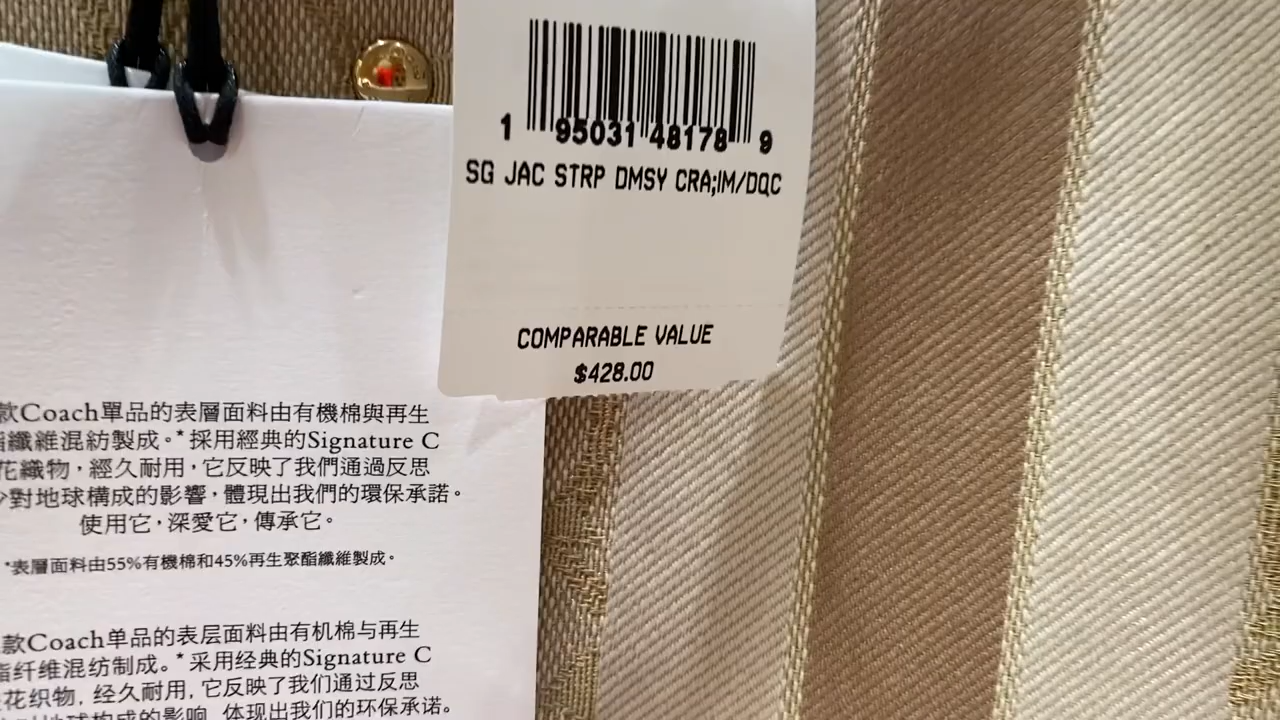 1 95031 48178 9
SG JAC STRP DMSY CRA;IM/DQC
COMPARABLE VALUE
$428.00
款Coach單品的表層面料由有機棉與再生
纖維混紡製成。*採用經典的Signature C
花織物，經久耐用，它反映了我們通過反思
對地球構成的影響，體現出我們的環保承諾。
使用它，深愛它，傳承它。
*表層面料由55%有機棉和45%再生聚酯纖維製成。
款Coach单品的表层面料由有机棉与再生
酯纤维混纺制成。*采用经典的Signature C
花织物, 经久耐用, 它反映了我们通过反思
对地球构成的影响, 体现出我们的环保承诺。